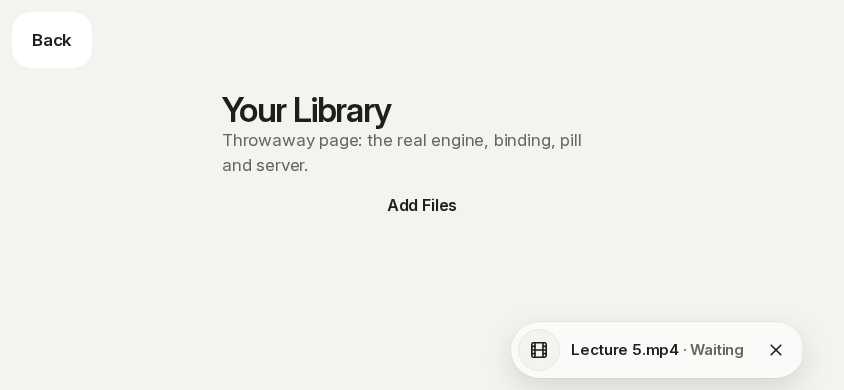 Back
Your Library
Throwaway page: the real engine, binding, pill
and server.
Add Files
Lecture 5.mp4 · Waiting